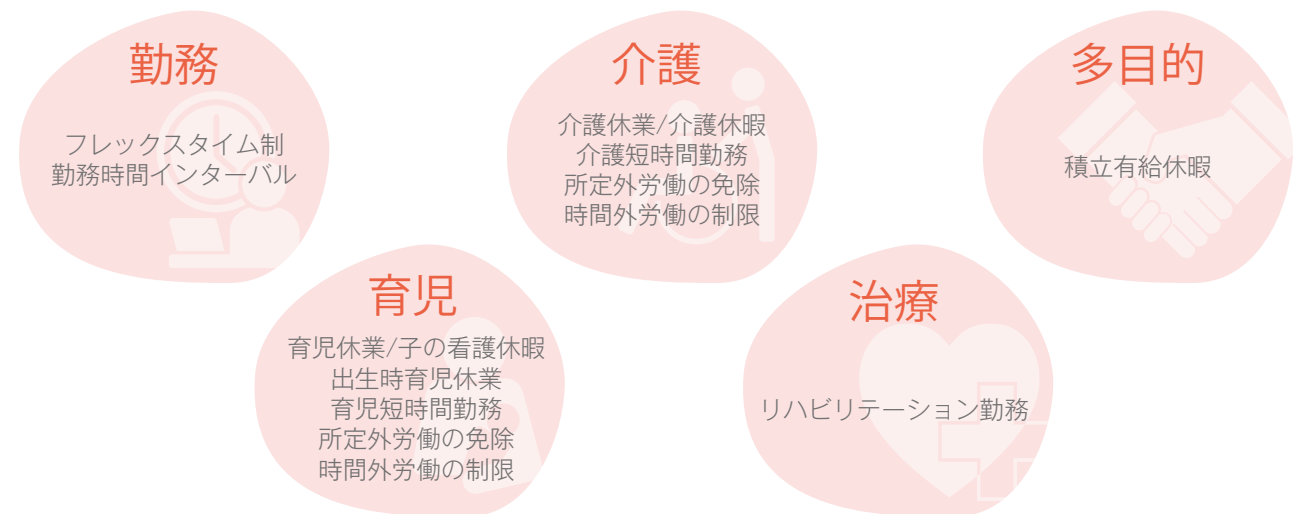 勤務
フレックスタイム制
勤務時間インターバル
育児
育児休業/子の看護休暇
出生時育児休業
育児短時間勤務
所定外労働の免除
時間外労働の制限
介護
介護休業/介護休暇
介護短時間勤務
所定外労働の免除
時間外労働の制限
治療
リハビリテーション勤務
多目的
積立有給休暇